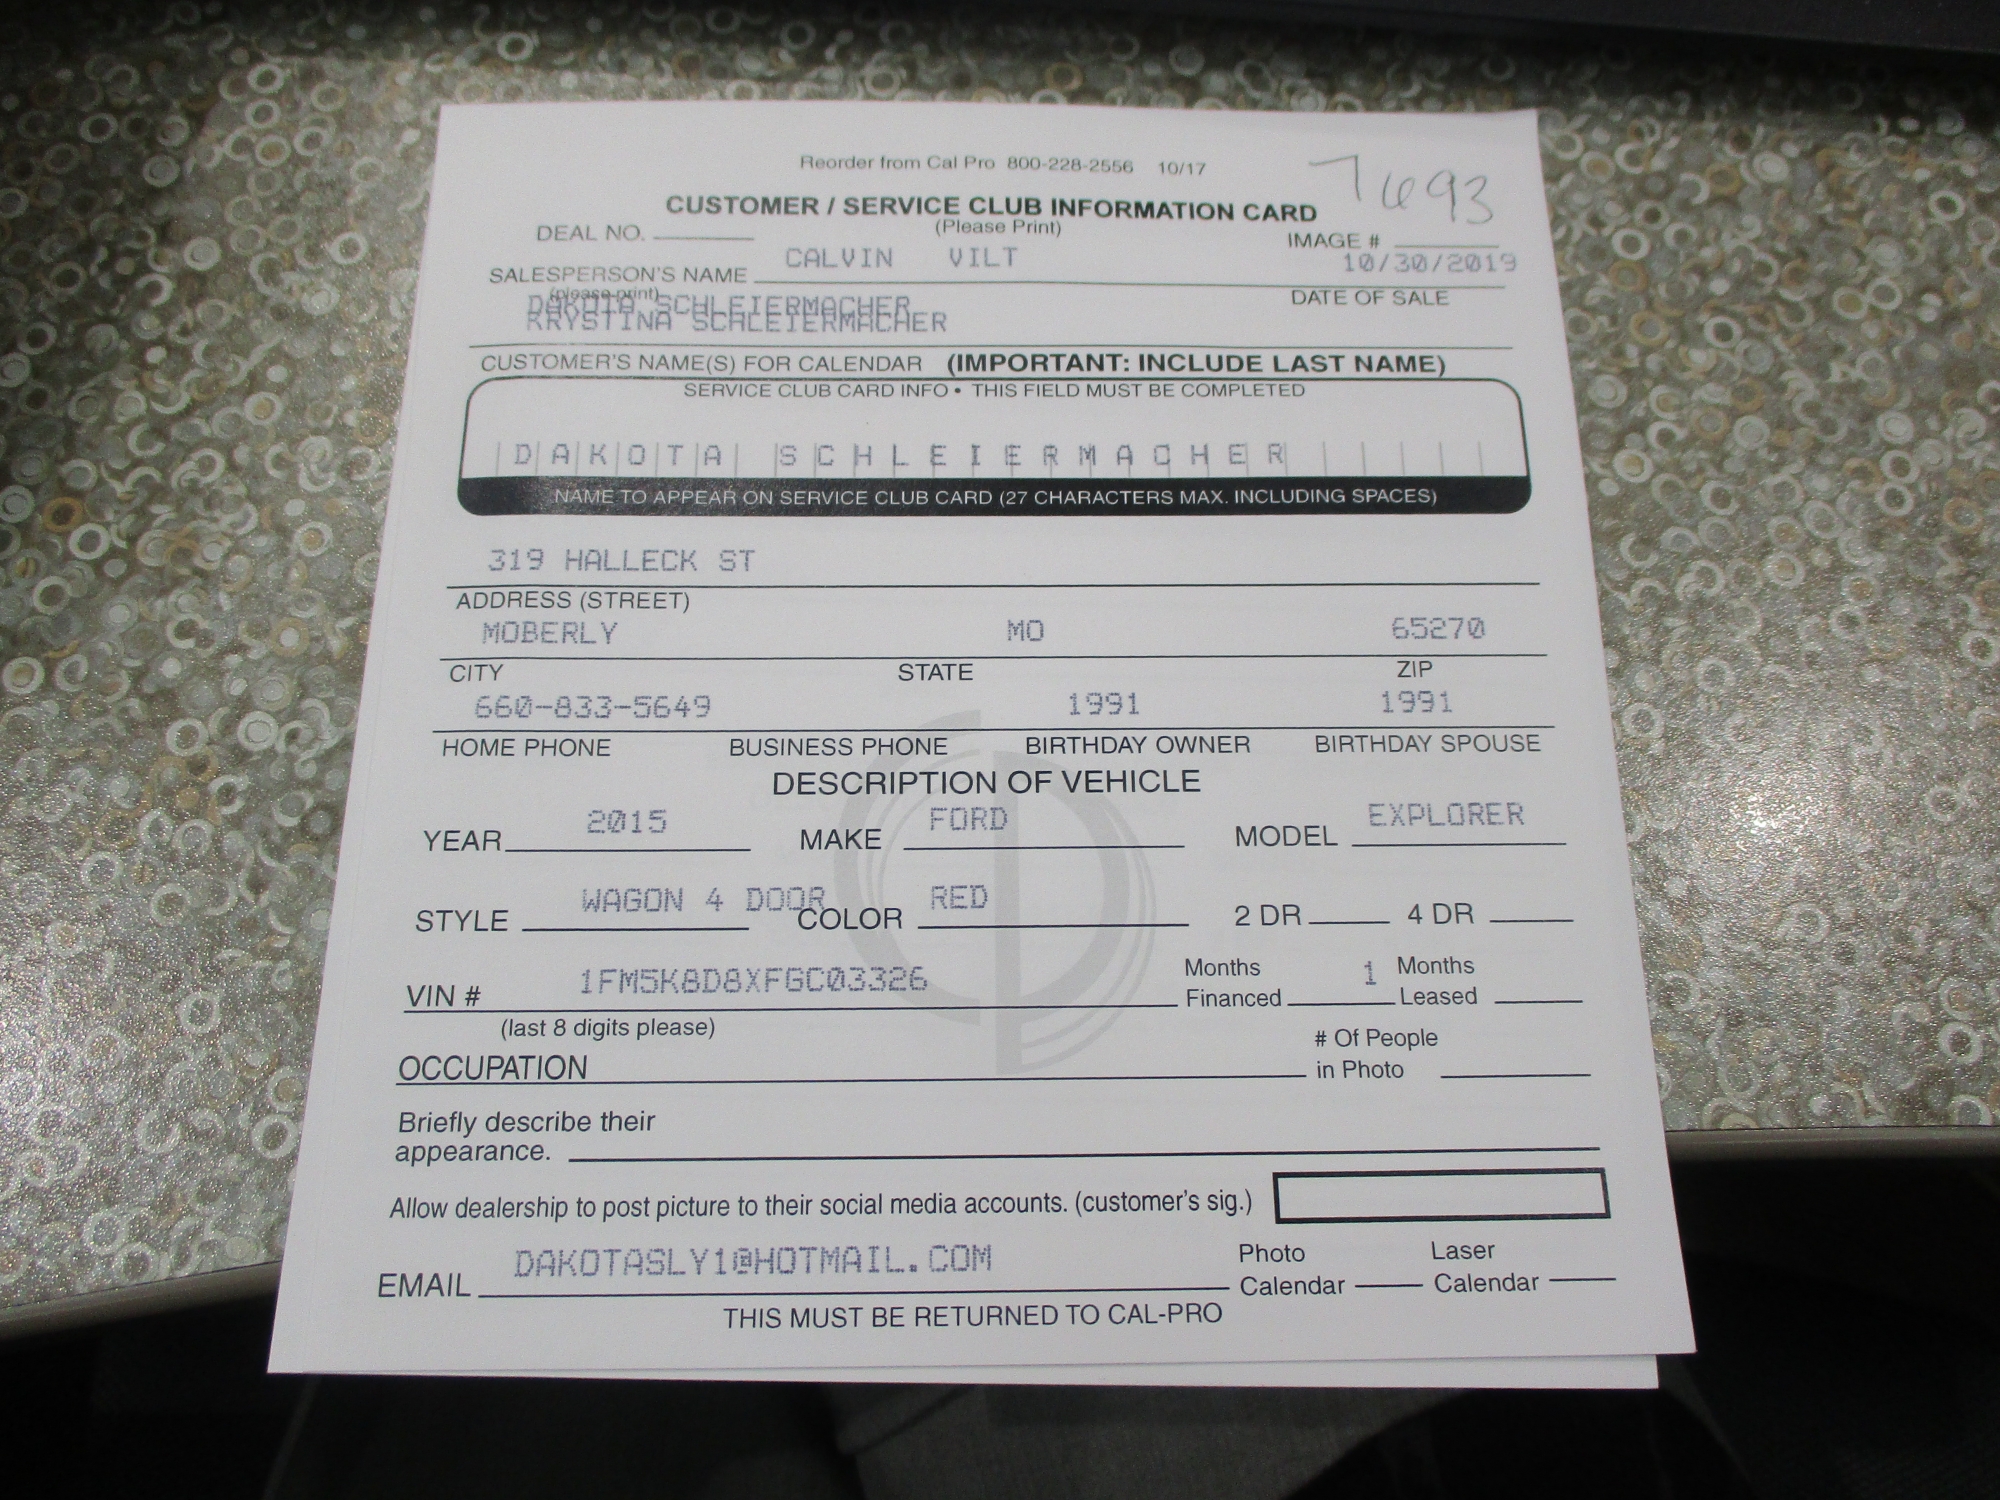 Reorder from Cal Pro 800-228-2556 10/17
7693
CUSTOMER / SERVICE CLUB INFORMATION CARD
(Please Print)
DEAL NO.
IMAGE #
CALVIN VILT
10/30/2019
SALESPERSON'S NAME
(please print)
DATE OF SALE
DAKOTA SCHLEIERMACHER
KRYSTINA SCHLEIERMACHER
CUSTOMER'S NAME(S) FOR CALENDAR (IMPORTANT: INCLUDE LAST NAME)
SERVICE CLUB CARD INFO • THIS FIELD MUST BE COMPLETED
DAKOTA SCHLEIERMACHER
NAME TO APPEAR ON SERVICE CLUB CARD (27 CHARACTERS MAX. INCLUDING SPACES)
319 HALLECK ST
ADDRESS (STREET)
MOBERLY MO 65270
CITY STATE ZIP
660-833-5649 1991 1991
HOME PHONE BUSINESS PHONE BIRTHDAY OWNER BIRTHDAY SPOUSE
DESCRIPTION OF VEHICLE
YEAR 2015 MAKE FORD MODEL EXPLORER
STYLE WAGON 4 DOOR COLOR RED 2 DR 4 DR
VIN # 1FM5K8D8XFGC03326 Months Financed 1 Months Leased
(last 8 digits please)
OCCUPATION # Of People in Photo
Briefly describe their
appearance.
Allow dealership to post picture to their social media accounts. (customer's sig.)
EMAIL DAKOTASLY1@HOTMAIL.COM Photo Calendar Laser Calendar
THIS MUST BE RETURNED TO CAL-PRO